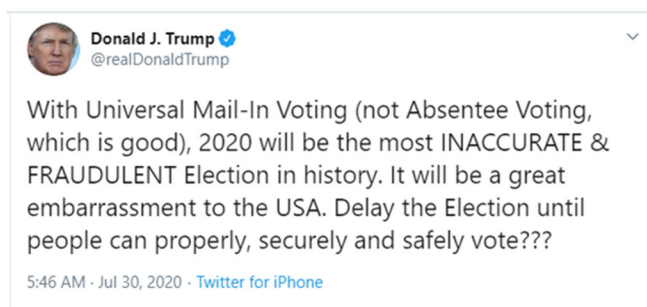 Donald J. Trump
@realDonaldTrump
With Universal Mail-In Voting (not Absentee Voting,
which is good), 2020 will be the most INACCURATE &
FRAUDULENT Election in history. It will be a great
embarrassment to the USA. Delay the Election until
people can properly, securely and safely vote???
5:46 AM · Jul 30, 2020 · Twitter for iPhone